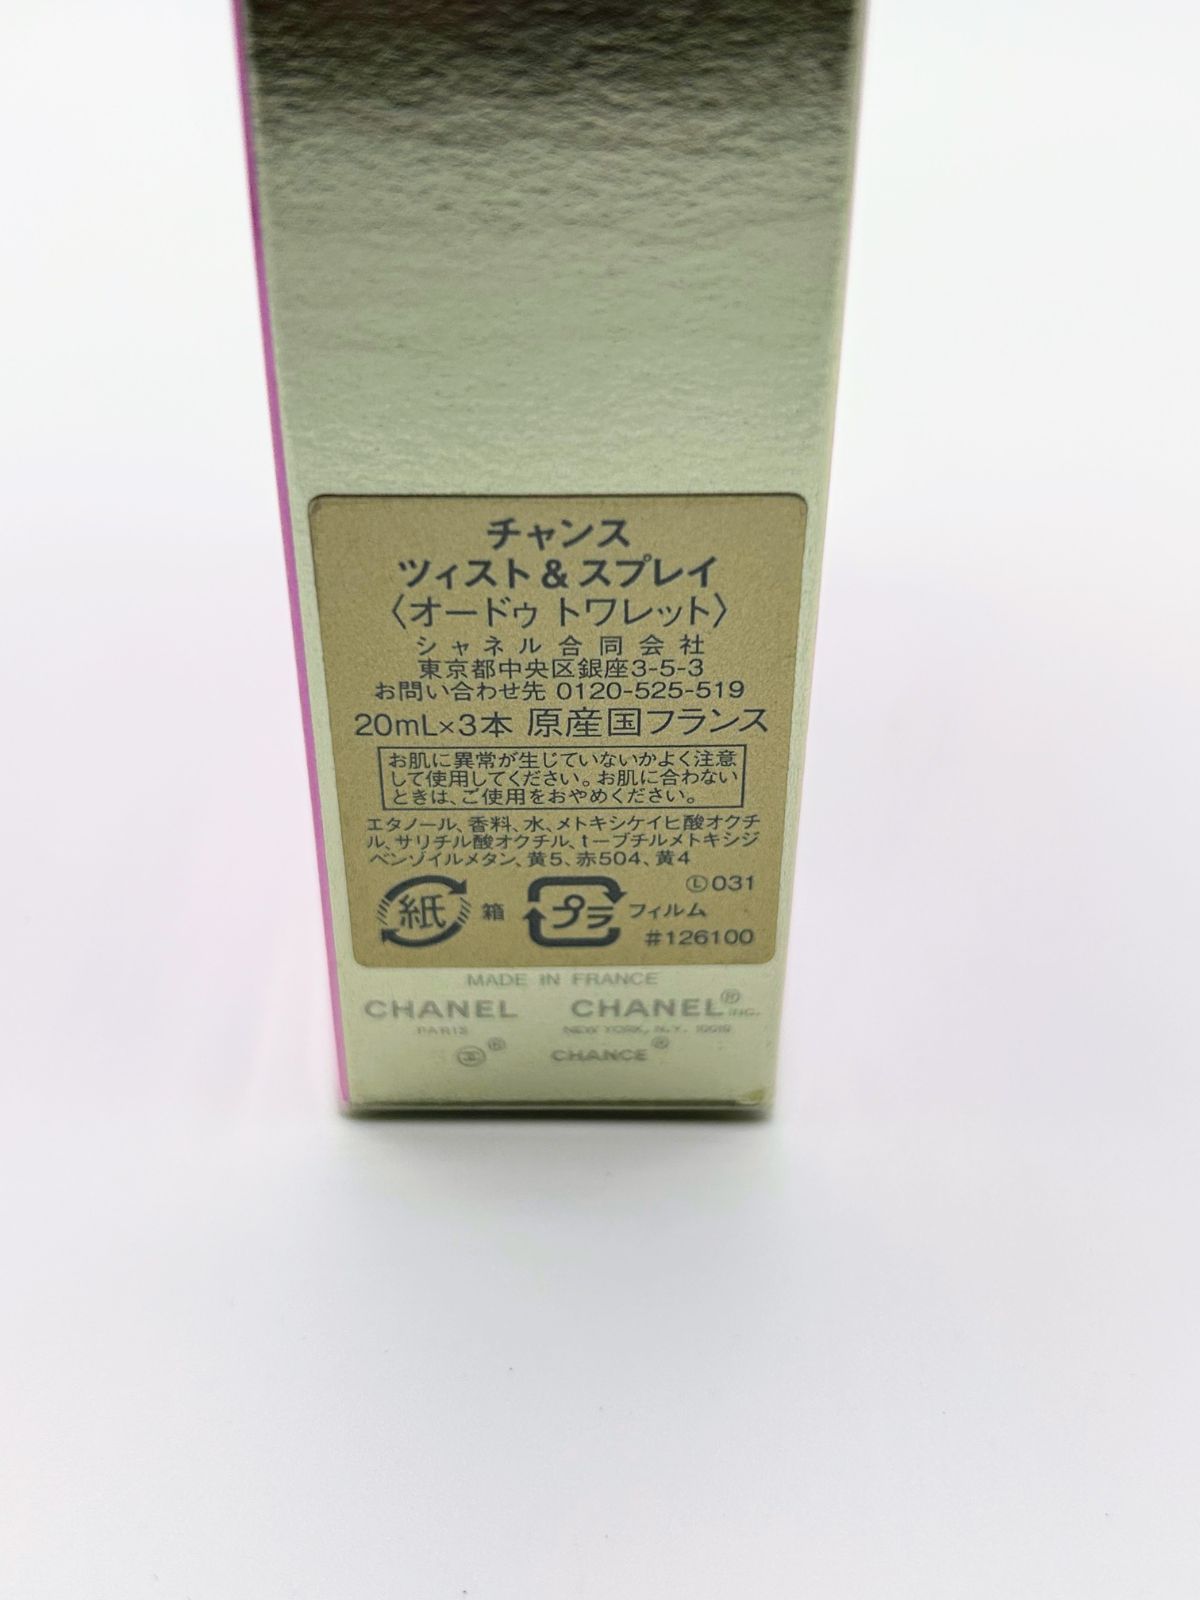 チャンス
ツィスト&スプレイ
〈オードゥ トワレット〉
シャネル合同会社
東京都中央区銀座3-5-3
お問い合わせ先 0120-525-519
20mL×3本 原産国フランス
お肌に異常が生じていないかよく注意
して使用してください。お肌に合わない
ときは、ご使用をおやめください。
エタノール、香料、水、メトキシケイヒ酸オクチ
ル、サリチル酸オクチル、tーブチルメトキシジ
ベンゾイルメタン、黄5、赤504、黄4
Ⓛ031
紙 箱 プラ フィルム
#126100
MADE IN FRANCE
CHANEL CHANEL® INC.
PARIS NEW YORK, N.Y.
® CHANCE®